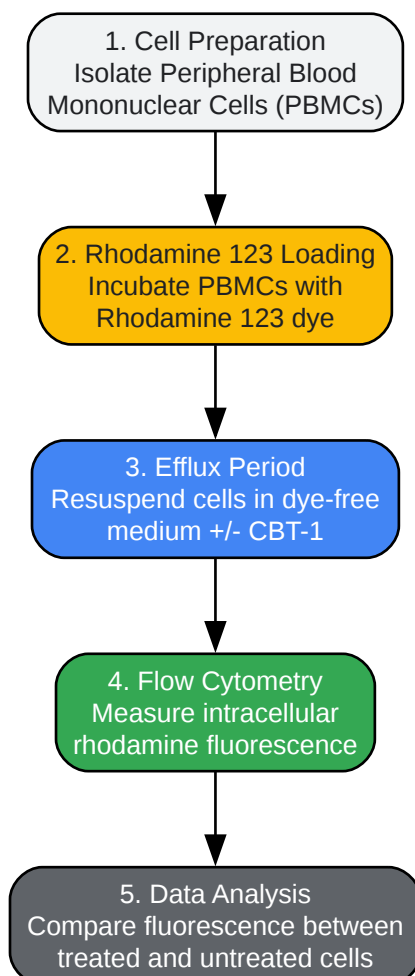 1. Cell Preparation
Isolate Peripheral Blood
Mononuclear Cells (PBMCs)
2. Rhodamine 123 Loading
Incubate PBMCs with
Rhodamine 123 dye
3. Efflux Period
Resuspend cells in dye-free
medium +/- CBT-1
4. Flow Cytometry
Measure intracellular
rhodamine fluorescence
5. Data Analysis
Compare fluorescence between
treated and untreated cells